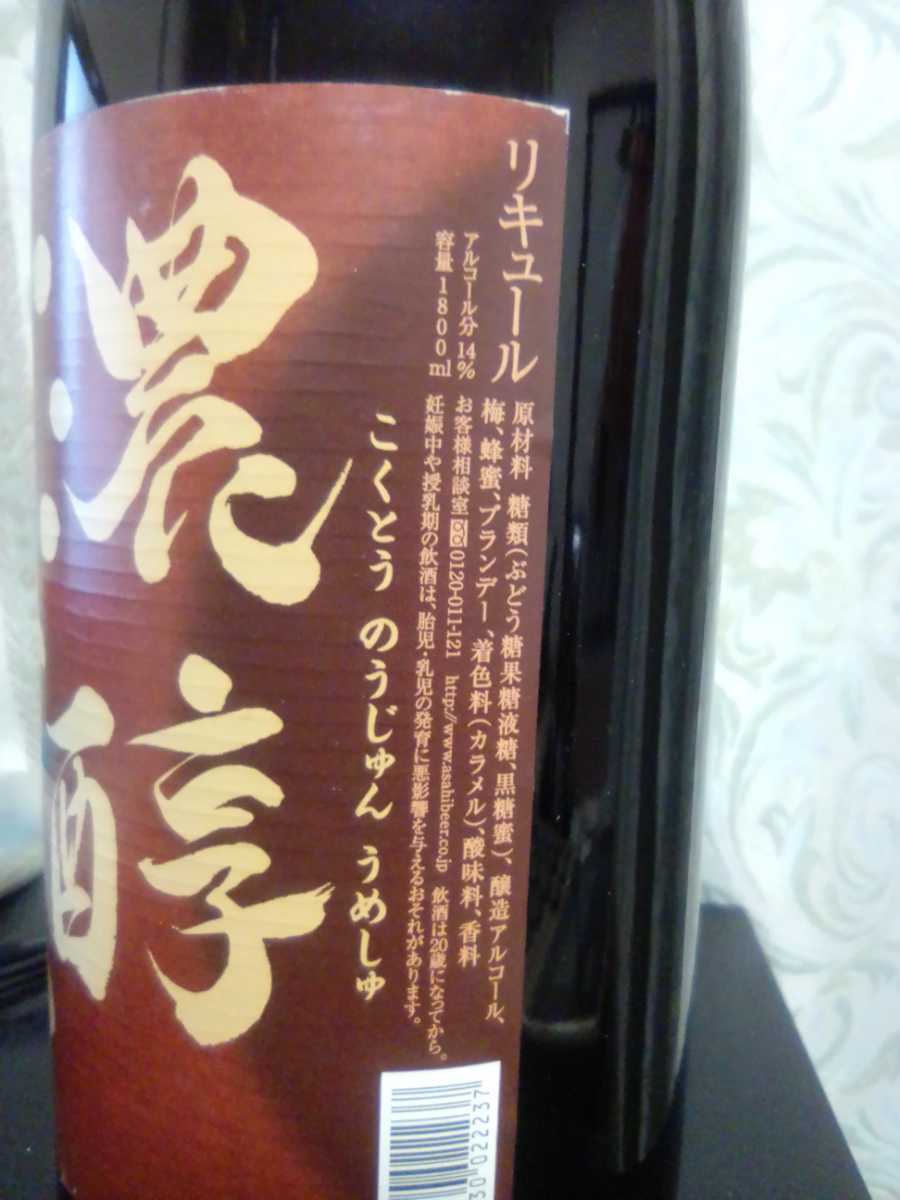 リキュール
アルコール分 14%
容量 1800ml
原材料 糖類(ぶどう糖果糖液糖、黒糖蜜)、醸造アルコール、
梅、蜂蜜、ブランデー、着色料(カラメル)、酸味料、香料
お客様相談室 0120-011-121 http://www.asahibeer.co.jp 飲酒は20歳になってから。
妊娠中や授乳期の飲酒は、胎児・乳児の発育に悪影響を与えるおそれがあります。
こくとう のうじゅん うめしゅ
濃醇
30 022237